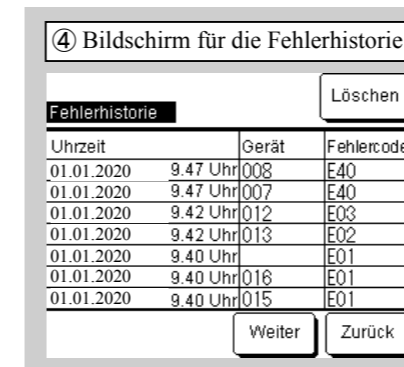 ④ Bildschirm für die Fehlerhistorie
Löschen
Fehlerhistorie
Uhrzeit Gerät Fehlercode
01.01.2020 9.47 Uhr 008 E40
01.01.2020 9.47 Uhr 007 E40
01.01.2020 9.42 Uhr 012 E03
01.01.2020 9.42 Uhr 013 E02
01.01.2020 9.40 Uhr E01
01.01.2020 9.40 Uhr 016 E01
01.01.2020 9.40 Uhr 015 E01
Weiter Zurück